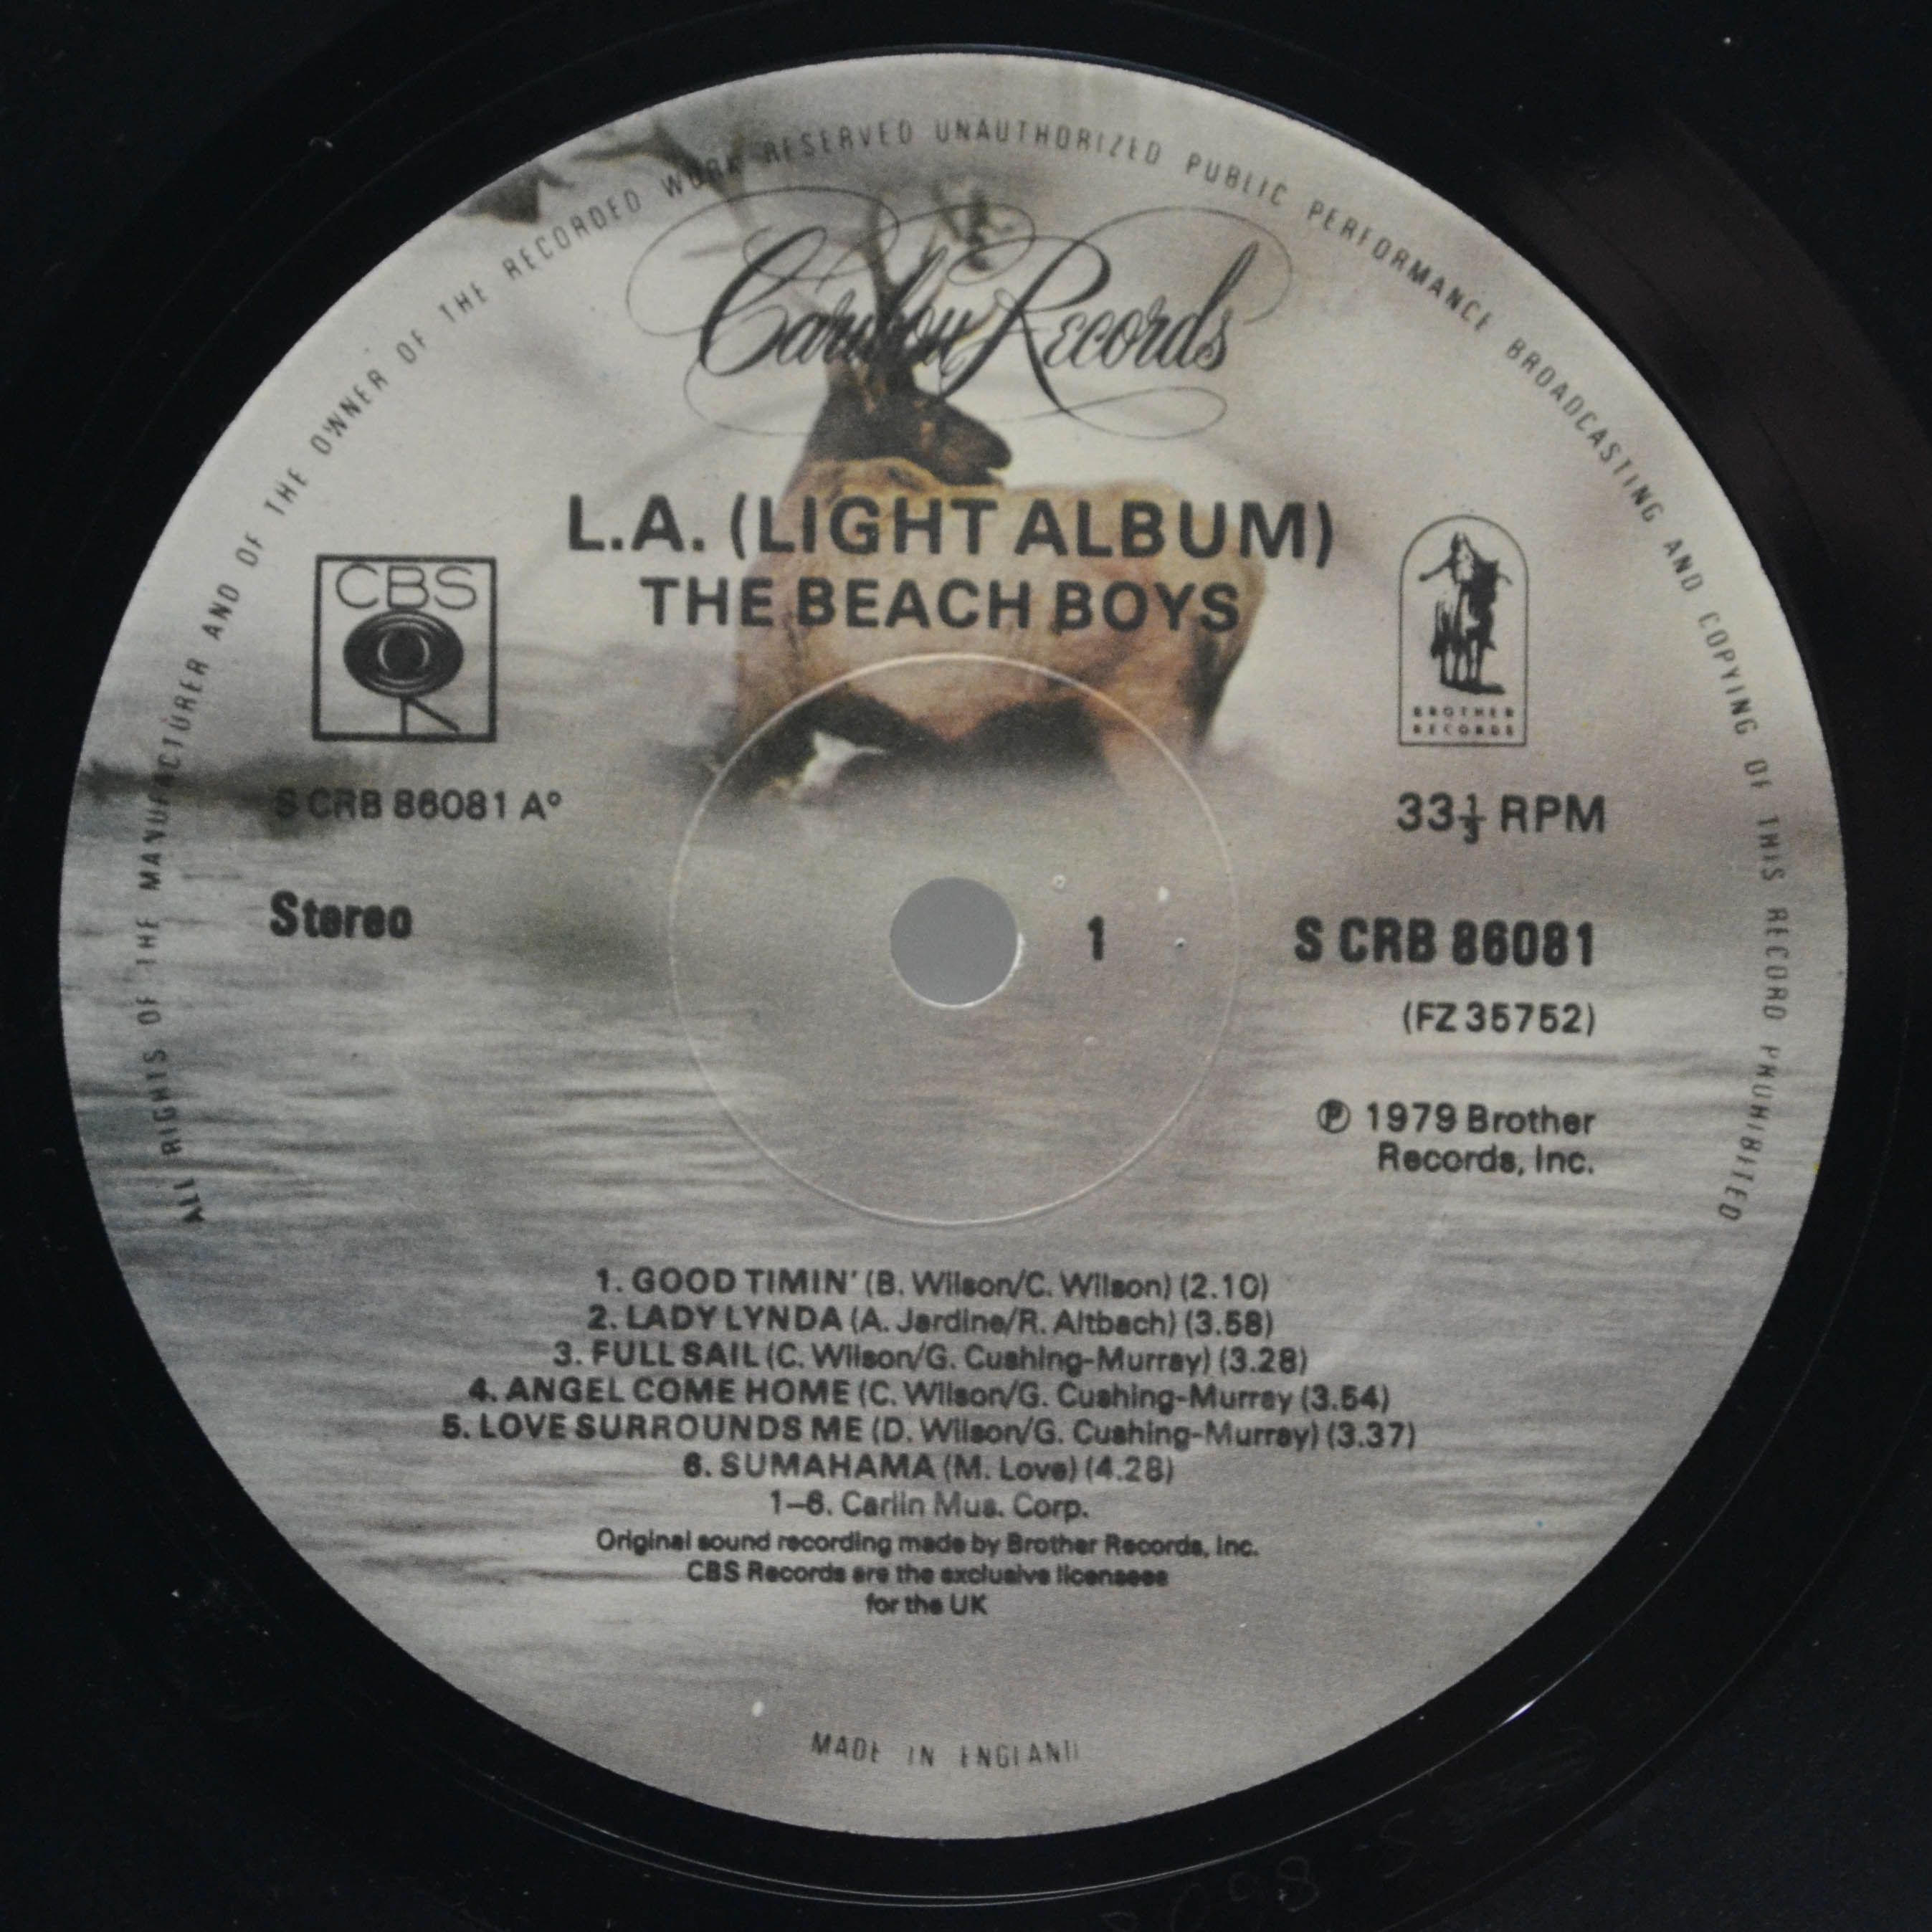 ALL RIGHTS OF THE MANUFACTURER AND OF THE OWNER OF THE RECORDED WORK RESERVED UNAUTHORIZED PUBLIC PERFORMANCE BROADCASTING AND COPYING OF THIS RECORD PROHIBITED
Caribou Records
L.A. (LIGHT ALBUM)
THE BEACH BOYS
CBS
BROTHER
RECORDS
S CRB 86081 A°
33⅓ RPM
Stereo
1
S CRB 86081
(FZ 35752)
℗ 1979 Brother
Records, Inc.
1. GOOD TIMIN' (B. Wilson/C. Wilson) (2.10)
2. LADY LYNDA (A. Jardine/R. Altbach) (3.58)
3. FULL SAIL (C. Wilson/G. Cushing-Murray) (3.28)
4. ANGEL COME HOME (C. Wilson/G. Cushing-Murray (3.54)
5. LOVE SURROUNDS ME (D. Wilson/G. Cushing-Murray) (3.37)
6. SUMAHAMA (M. Love) (4.28)
1–6. Carlin Mus. Corp.
Original sound recording made by Brother Records, Inc.
CBS Records are the exclusive licensees
for the UK
MADE IN ENGLAND